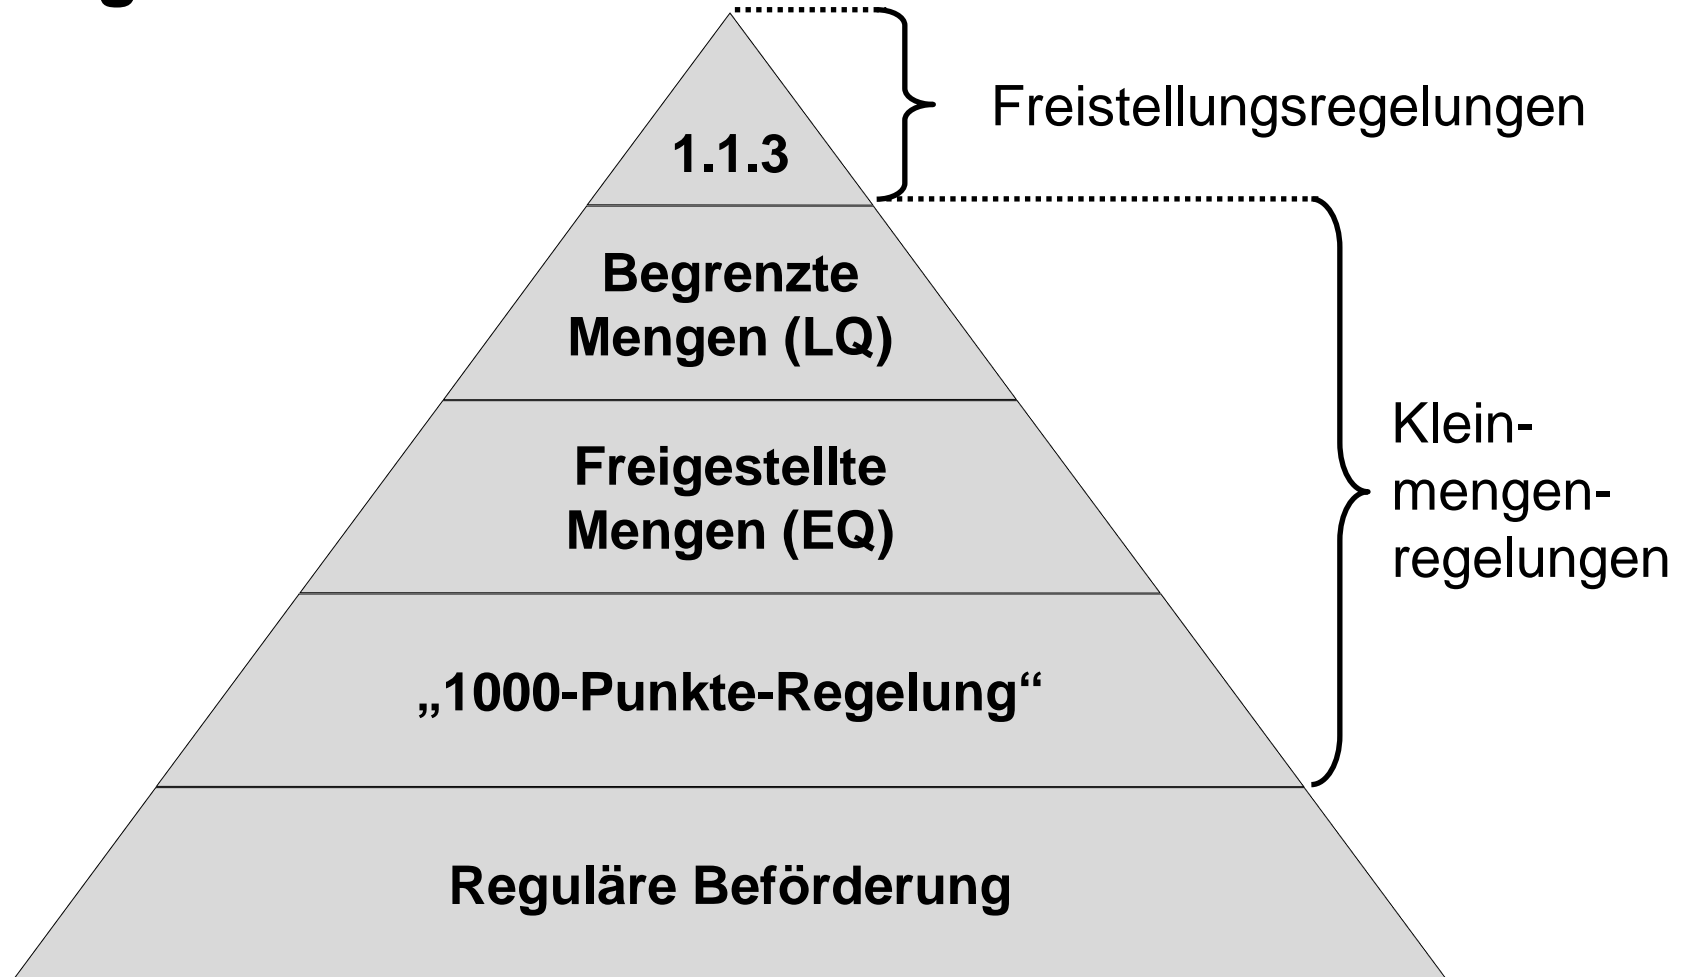 Freistellungsregelungen
1.1.3
Begrenzte
Mengen (LQ)
Freigestellte
Mengen (EQ)
Klein-
mengen-
regelungen
„1000-Punkte-Regelung“
Reguläre Beförderung